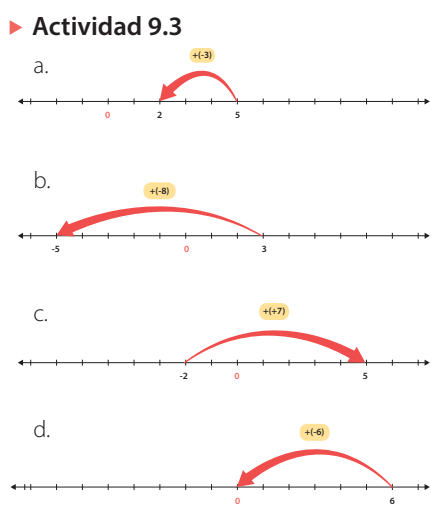 Actividad 9.3
a.
+(-3)
0 2 5
b.
+(-8)
-5 0 3
c.
+(+7)
-2 0 5
d.
+(-6)
0 6